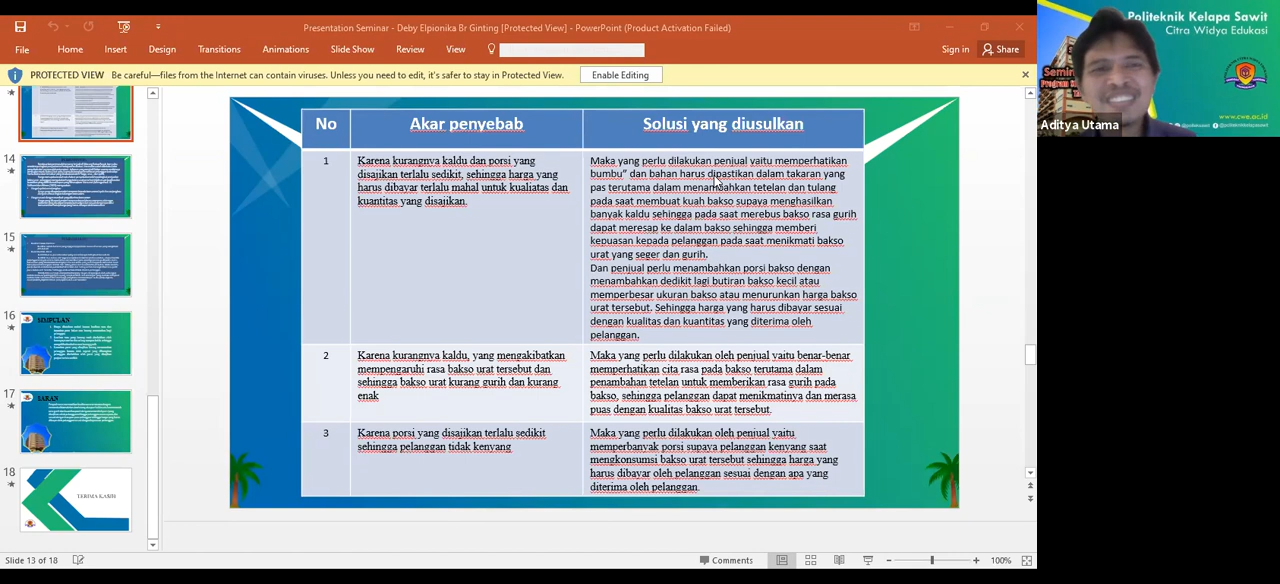 Presentation Seminar - Deby Elpionika Br Ginting [Protected View] - PowerPoint (Product Activation Failed)
File Home Insert Design Transitions Animations Slide Show Review View
Sign in Share
PROTECTED VIEW Be careful—files from the Internet can contain viruses. Unless you need to edit, it's safer to stay in Protected View. Enable Editing
14
15
16
SIMPULAN
17
SARAN
18
TERIMA KASIH
No Akar penyebab Solusi yang diusulkan
1
Karena kurangnya kaldu dan porsi yang
disajikan terlalu sedikit, sehingga harga yang
harus dibayar terlalu mahal untuk kualiatas dan
kuantitas yang disajikan.
Maka yang perlu dilakukan penjual yaitu memperhatikan
bumbu" dan bahan harus dipastikan dalam takaran yang
pas terutama dalam menambahkan tetelan dan tulang
pada saat membuat kuah bakso supaya menghasilkan
banyak kaldu sehingga pada saat merebus bakso rasa gurih
dapat meresap ke dalam bakso sehingga memberi
kepuasan kepada pelanggan pada saat menikmati bakso
urat yang seger dan gurih.
Dan penjual perlu menambahkan porsi bakso dengan
menambahkan dedikit lagi butiran bakso kecil atau
memperbesar ukuran bakso atau menurunkan harga bakso
urat tersebut. Sehingga harga yang harus dibayar sesuai
dengan kualitas dan kuantitas yang diterima oleh
pelanggan.
2
Karena kurangnya kaldu, yang mengakibatkan
mempengaruhi rasa bakso urat tersebut dan
sehingga bakso urat kurang gurih dan kurang
enak
Maka yang perlu dilakukan oleh penjual yaitu benar-benar
memperhatikan cita rasa pada bakso terutama dalam
penambahan tetelan untuk memberikan rasa gurih pada
bakso, sehingga pelanggan dapat menikmatinya dan merasa
puas dengan kualitas bakso urat tersebut.
3
Karena porsi yang disajikan terlalu sedikit
sehingga pelanggan tidak kenyang
Maka yang perlu dilakukan oleh penjual yaitu
memperbanyak porsi supaya pelanggan kenyang saat
mengkonsumsi bakso urat tersebut sehingga harga yang
harus dibayar oleh pelanggan sesuai dengan apa yang
diterima oleh pelanggan.
Slide 13 of 18
Comments
100%
Politeknik Kelapa Sawit
Citra Widya Edukasi
Aditya Utama
www.cwe.ac.id